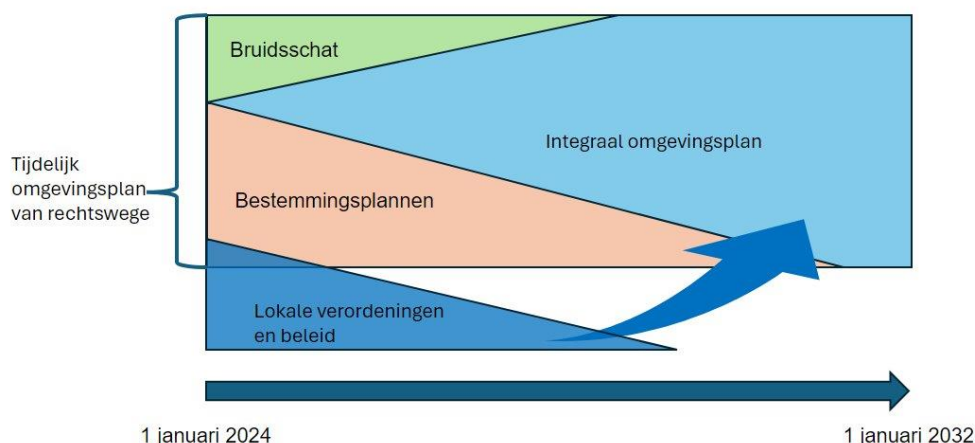 Bruidsschat
Integraal omgevingsplan
Tijdelijk
omgevingsplan
van rechtswege
Bestemmingsplannen
Lokale verordeningen
en beleid
1 januari 2024
1 januari 2032